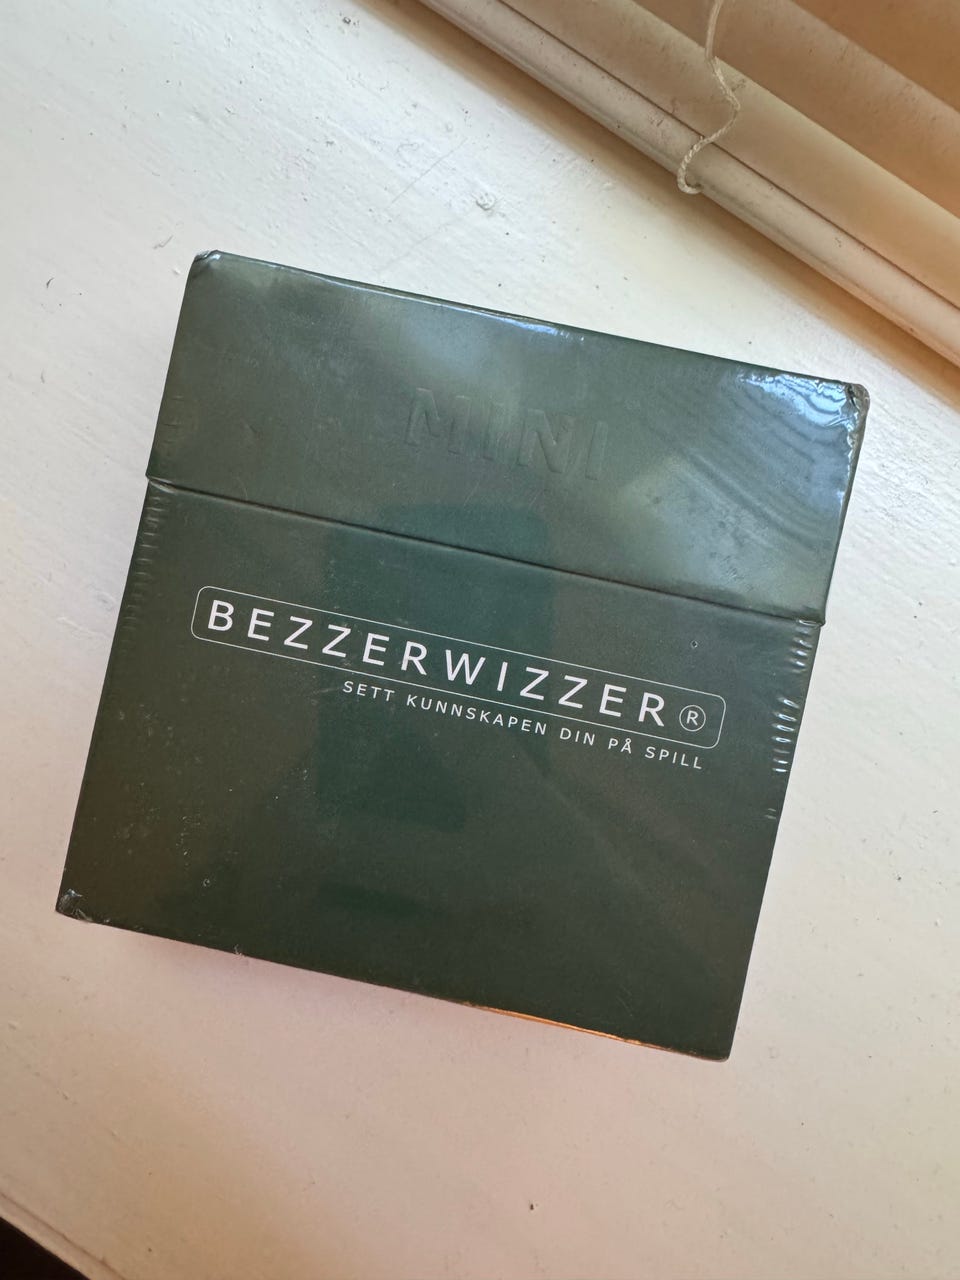 MINI
BEZZERWIZZER®
SETT KUNNSKAPEN DIN PÅ SPILL